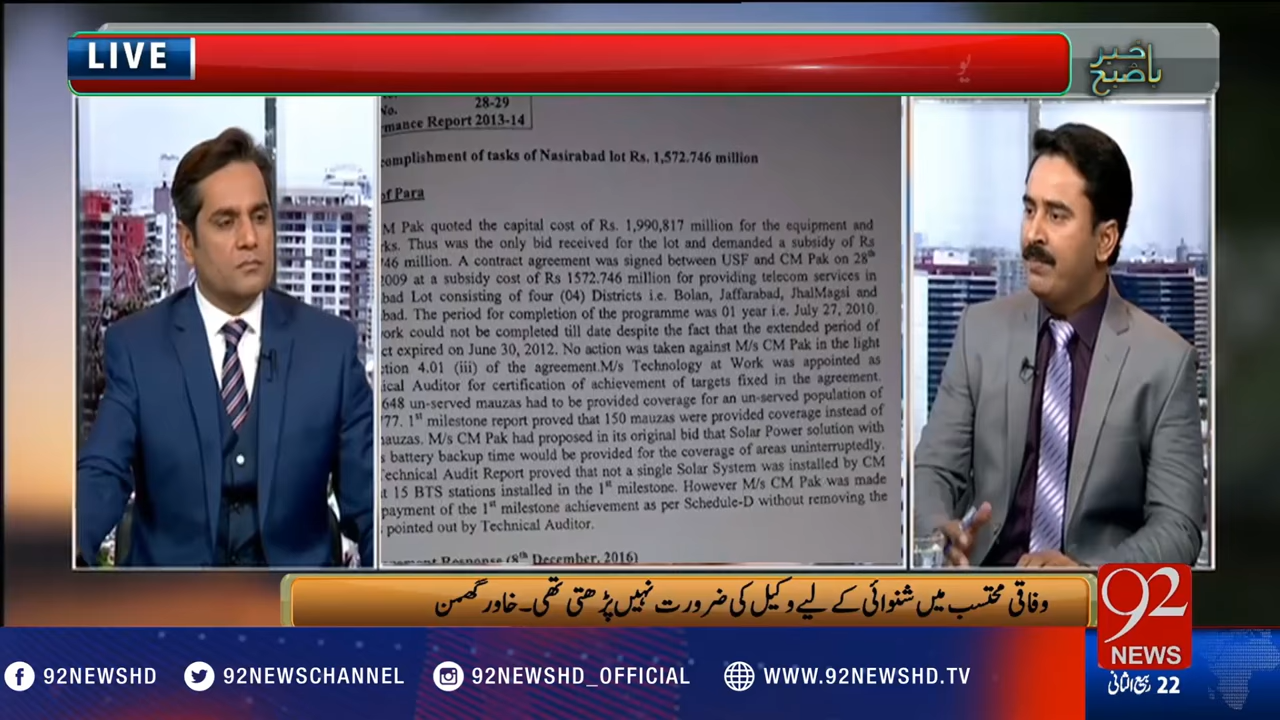 LIVE
باخبر صبح
No. 28-29
mance Report 2013-14
complishment of tasks of Nasirabad lot Rs. 1,572.746 million
of Para
M Pak quoted the capital cost of Rs. 1,990,817 million for the equipment and
ks. Thus was the only bid received for the lot and demanded a subsidy of Rs
746 million. A contract agreement was signed between USF and CM Pak on 28th
2009 at a subsidy cost of Rs 1572.746 million for providing telecom services in
bad Lot consisting of four (04) Districts i.e. Bolan, Jaffarabad, JhalMagsi and
bad. The period for completion of the programme was 01 year i.e. July 27, 2010.
ork could not be completed till date despite the fact that the extended period of
ct expired on June 30, 2012. No action was taken against M/s CM Pak in the light
ction 4.01 (iii) of the agreement.M/s Technology at Work was appointed as
ical Auditor for certification of achievement of targets fixed in the agreement.
648 un-served mauzas had to be provided coverage for an un-served population of
77. 1st milestone report proved that 150 mauzas were provided coverage instead of
mauzas. M/s CM Pak had proposed in its original bid that Solar Power solution with
s battery backup time would be provided for the coverage of areas uninterruptedly.
echnical Audit Report proved that not a single Solar System was installed by CM
t 15 BTS stations installed in the 1st milestone. However M/s CM Pak was made
payment of the 1st milestone achievement as per Schedule-D without removing the
pointed out by Technical Auditor.
gement Response (8th December, 2016)
وفاقی محتسب میں شنوائی کے لیے وکیل کی ضرورت نہیں پڑھتی تھی۔خاور گھمن
92
NEWS
92NEWSHD 92NEWSCHANNEL 92NEWSHD_OFFICIAL WWW.92NEWSHD.TV
22 ربیع الثانی